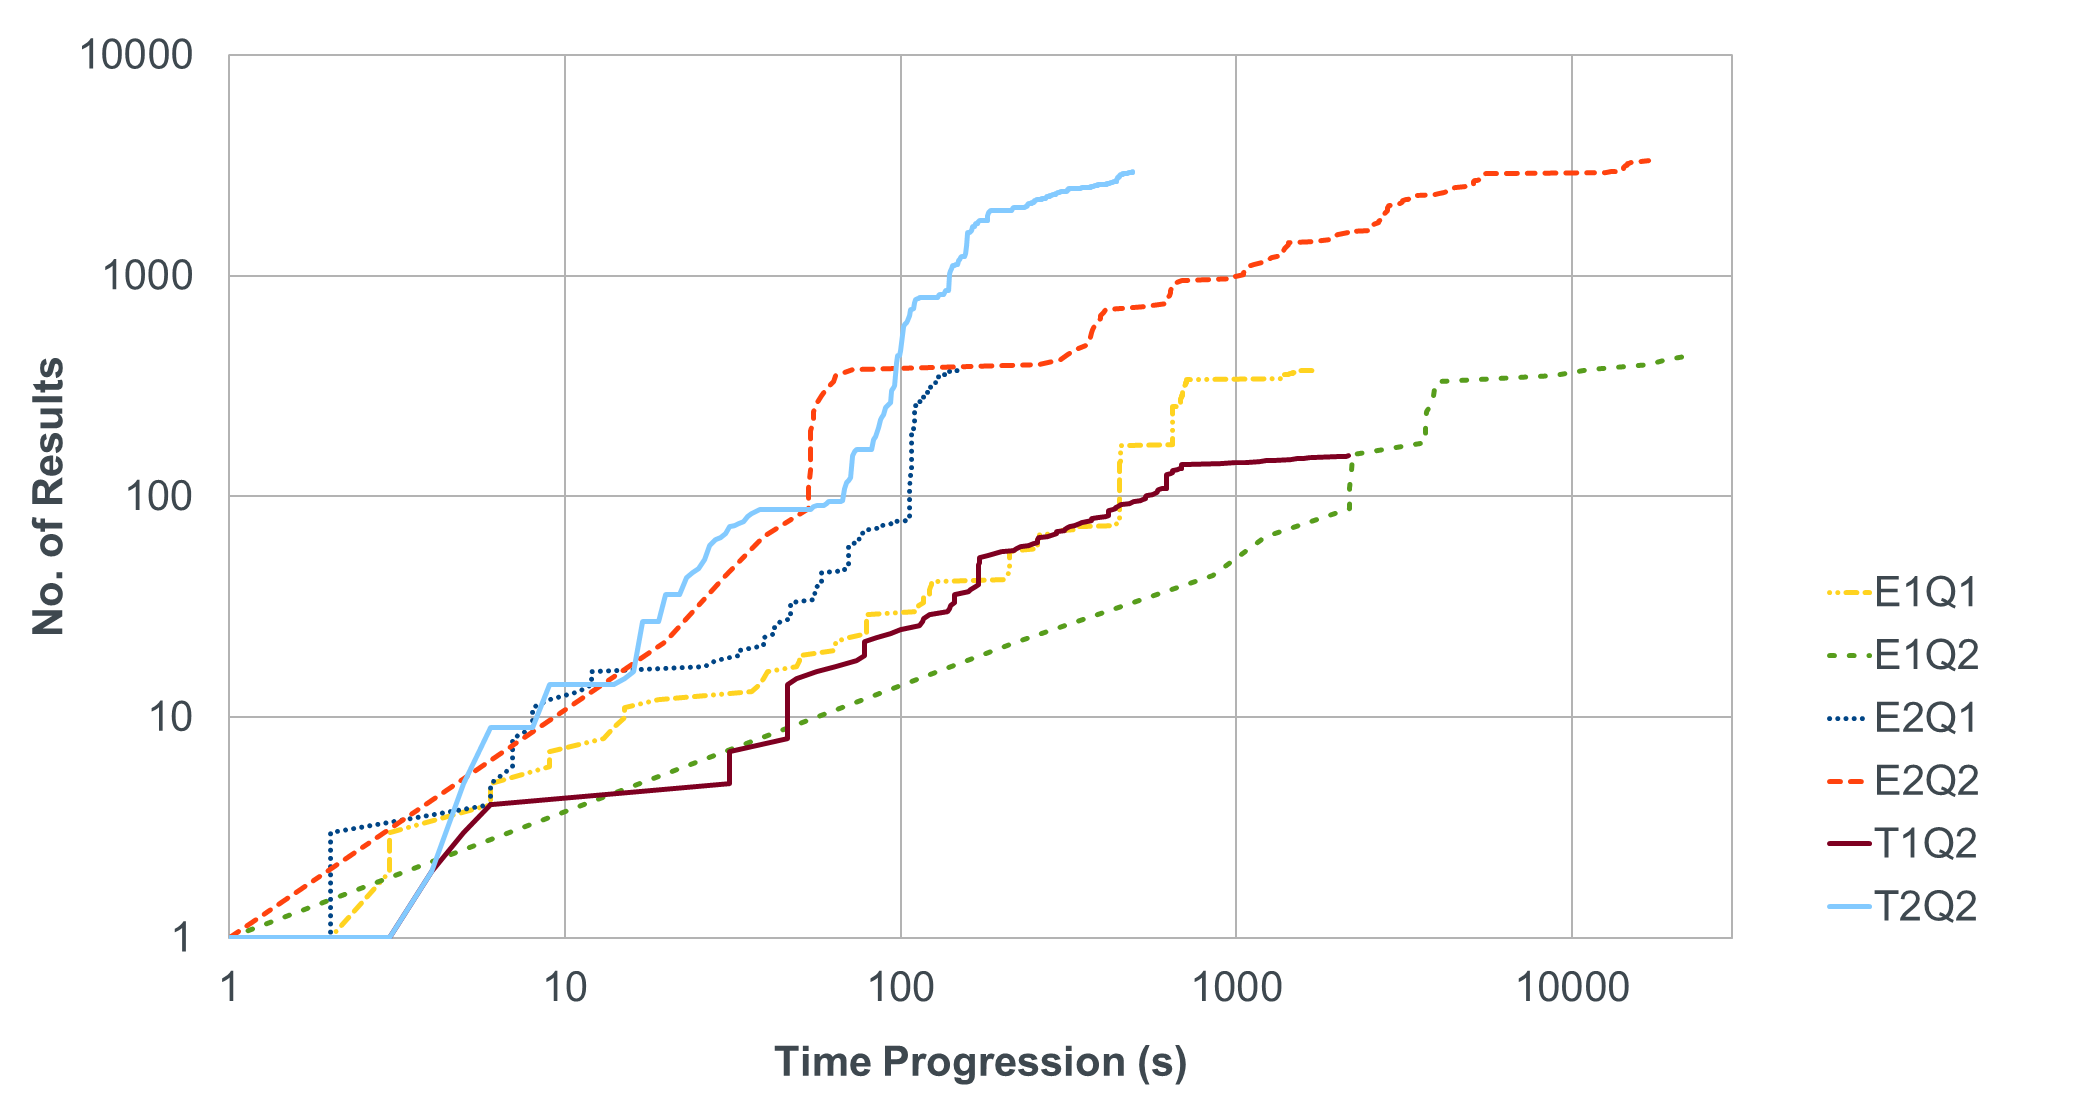 10000
1000
100
10
1
No. of Results
1
10
100
1000
10000
Time Progression (s)
E1Q1
E1Q2
E2Q1
E2Q2
T1Q2
T2Q2